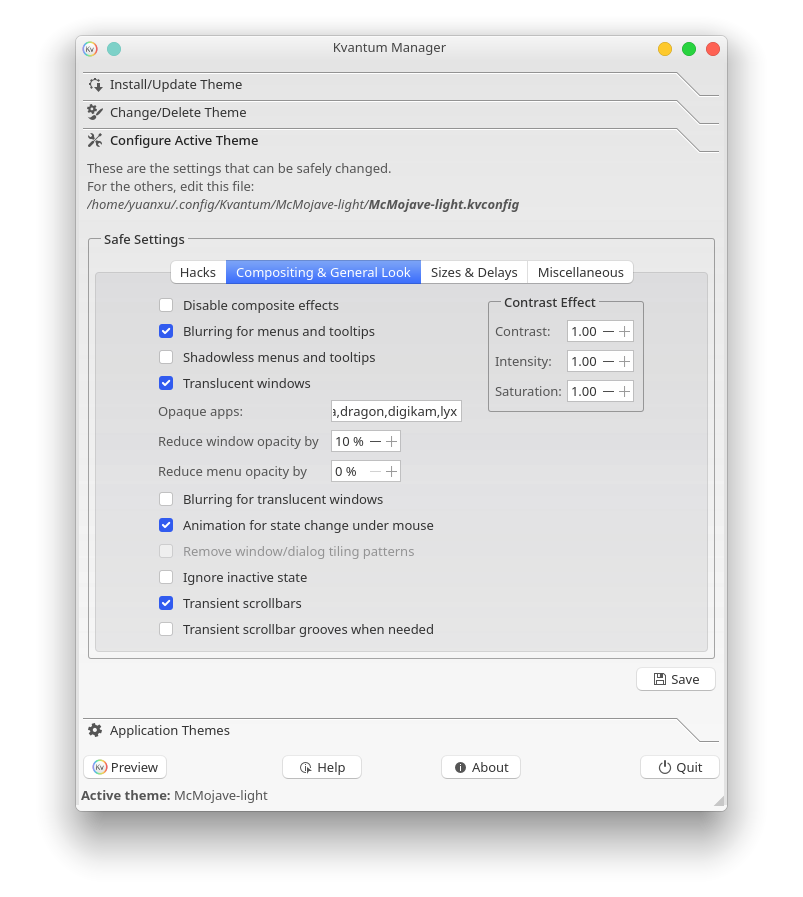 Kvantum Manager
Install/Update Theme
Change/Delete Theme
Configure Active Theme
These are the settings that can be safely changed.
For the others, edit this file:
/home/yuanxu/.config/Kvantum/McMojave-light/McMojave-light.kvconfig
Safe Settings
Hacks Compositing & General Look Sizes & Delays Miscellaneous
Disable composite effects
Blurring for menus and tooltips
Shadowless menus and tooltips
Translucent windows
Opaque apps: ,dragon,digikam,lyx
Reduce window opacity by 10 %
Reduce menu opacity by 0 %
Blurring for translucent windows
Animation for state change under mouse
Remove window/dialog tiling patterns
Ignore inactive state
Transient scrollbars
Transient scrollbar grooves when needed
Contrast Effect
Contrast: 1.00
Intensity: 1.00
Saturation: 1.00
Save
Application Themes
Kv Preview Help About Quit
Active theme: McMojave-light